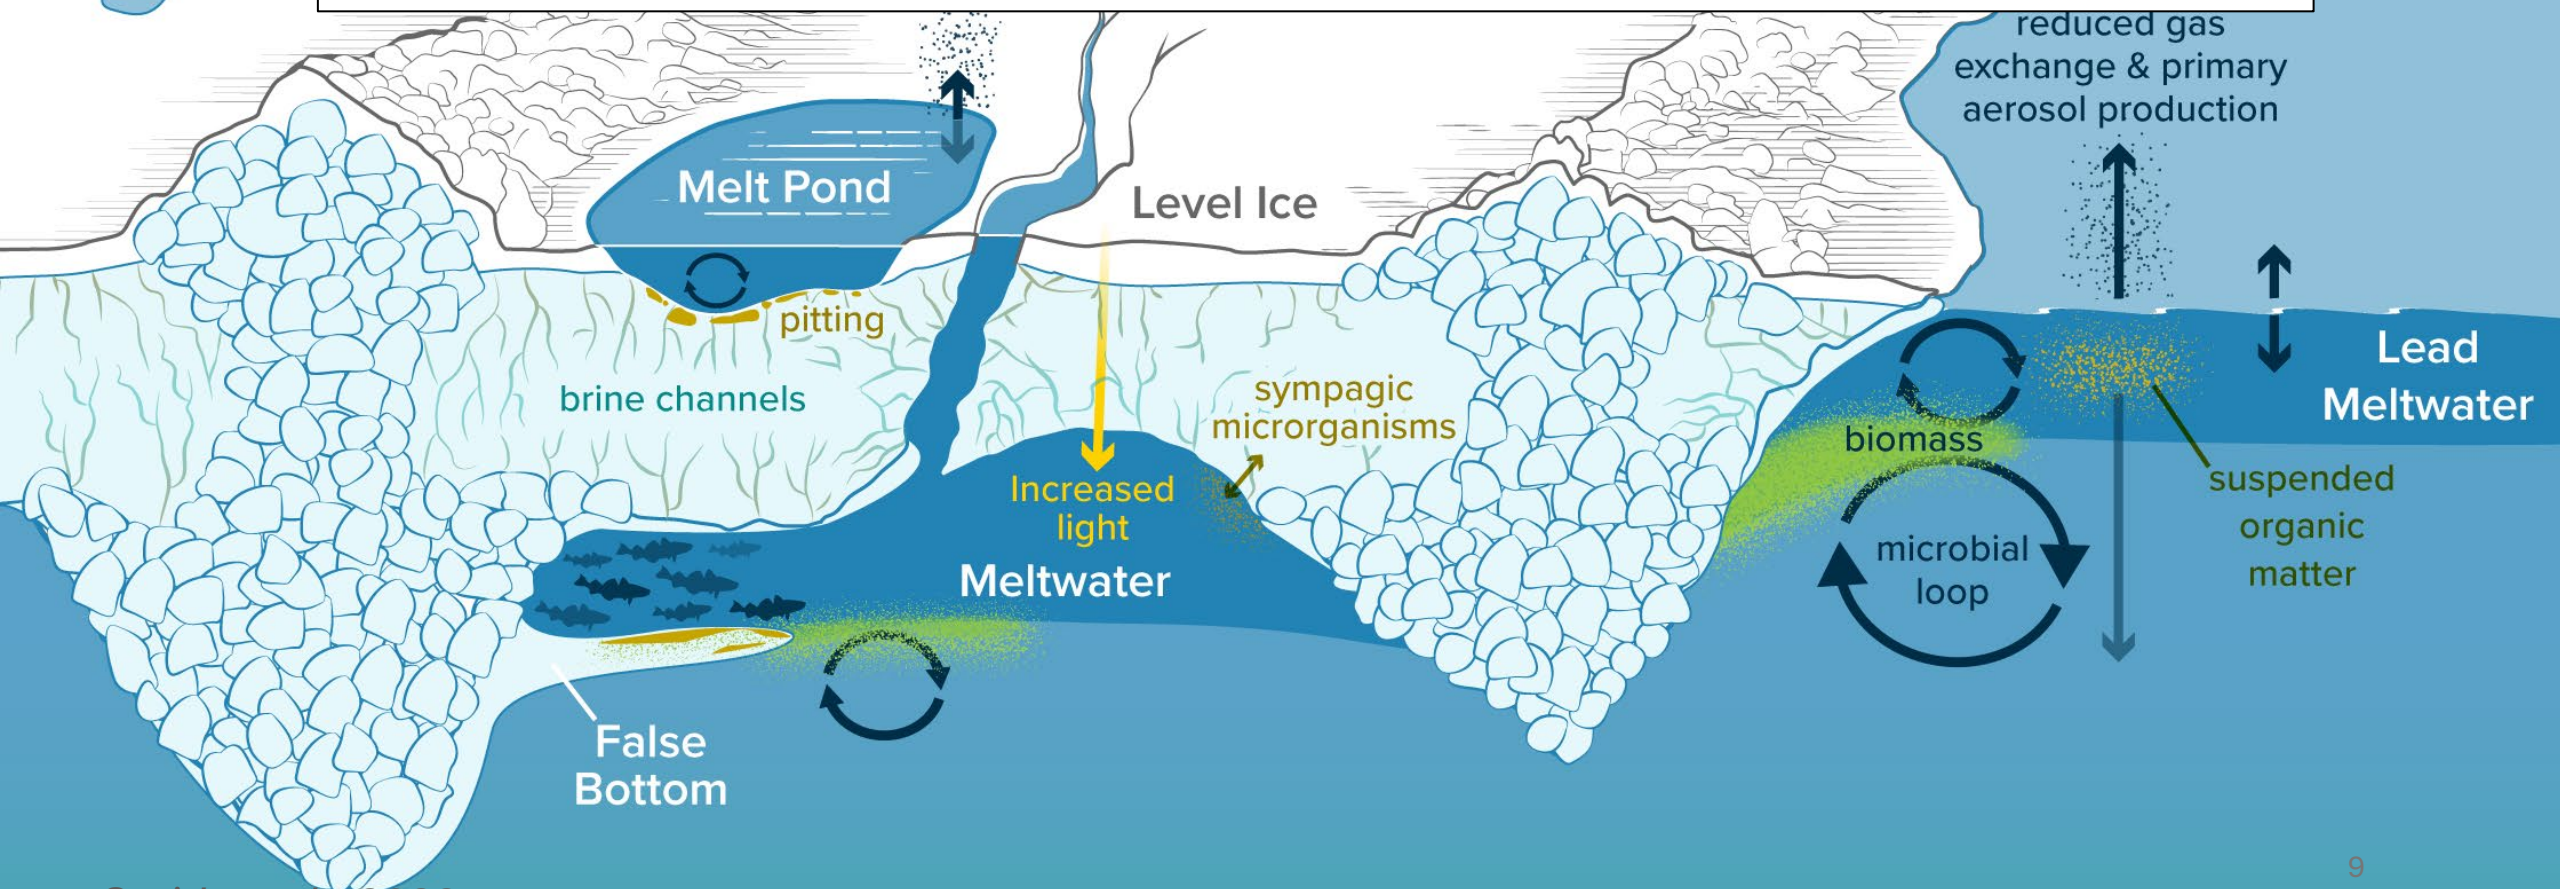 reduced gas
exchange & primary
aerosol production
Melt Pond
Level Ice
pitting
brine channels
sympagic
microrganisms
Increased
light
Meltwater
Lead
Meltwater
biomass
microbial
loop
suspended
organic
matter
False
Bottom
9